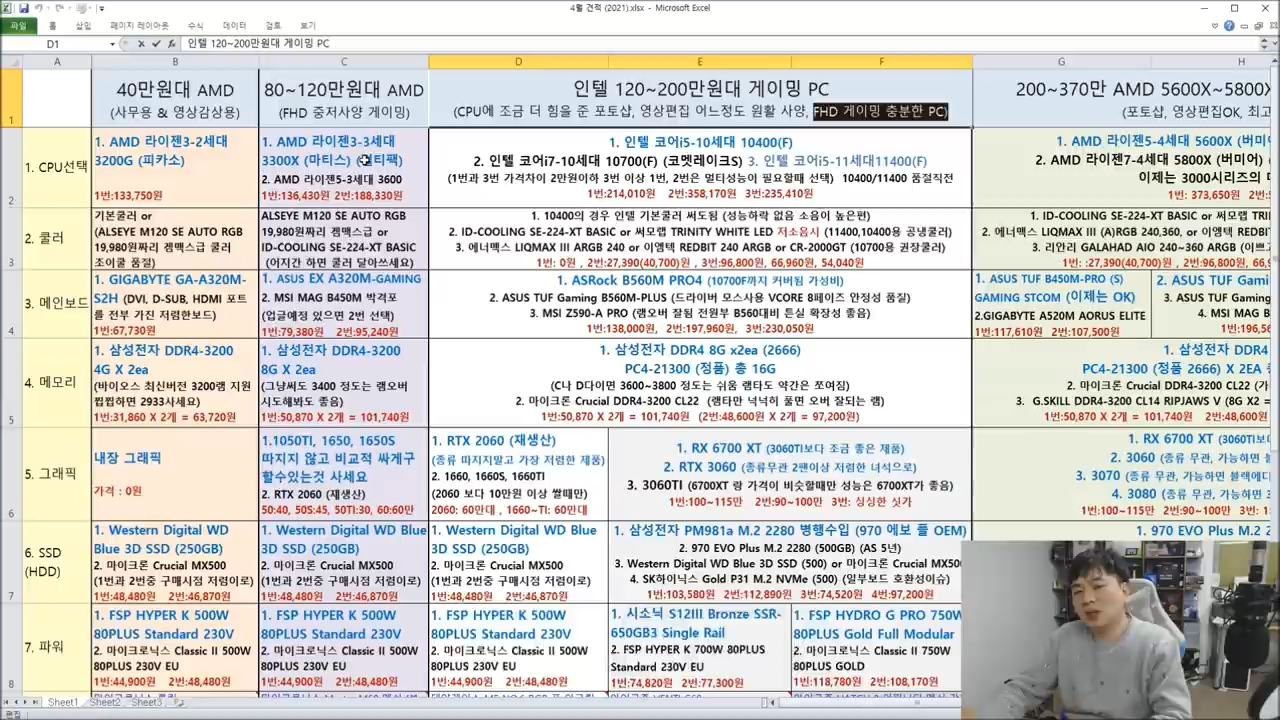 4월 견적 (2021).xlsx - Microsoft Excel
파일 홈 삽입 페이지 레이아웃 수식 데이터 검토 보기
D1 fx 인텔 120~200만원대 게이밍 PC
A B C D E F G H
1
40만원대 AMD
(사무용 & 영상감상용)
80~120만원대 AMD
(FHD 중저사양 게이밍)
인텔 120~200만원대 게이밍 PC
(CPU에 조금 더 힘을 준 포토샵, 영상편집 어느정도 원활 사양, FHD 게이밍 충분한 PC)
200~370만 AMD 5600X~5800X
(포토샵, 영상편집OK, 최고
2
1. CPU선택
1. AMD 라이젠3-2세대
3200G (피카소)
1번:133,750원
1. AMD 라이젠3-3세대
3300X (마티스) (멀티팩)
2. AMD 라이젠5-3세대 3600
1번:136,430원 2번:188,330원
1. 인텔 코어i5-10세대 10400(F)
2. 인텔 코어i7-10세대 10700(F) (코멧레이크S) 3. 인텔 코어i5-11세대11400(F)
(1번과 3번 가격차이 2만원이하 3번 이상 1번, 2번은 멀티성능이 필요할때 선택) 10400/11400 품절직전
1번:214,010원 2번:358,170원 3번:235,410원
1. AMD 라이젠5-4세대 5600X (버미어)
2. AMD 라이젠7-4세대 5800X (버미어)
이제는 3000시리즈의
1번: 373,650원
3
2. 쿨러
기본쿨러 or
(ALSEYE M120 SE AUTO RGB
19,980원짜리 겜맥스급 쿨러
조이쿨 품질)
ALSEYE M120 SE AUTO RGB
19,980원짜리 겜맥스급 or
ID-COOLING SE-224-XT BASIC
(어지간 하면 쿨러 달아쓰세요)
1. 10400의 경우 인텔 기본쿨러 써도됨 (성능하락 없음 소음이 높은편)
2. ID-COOLING SE-224-XT BASIC or 써모랩 TRINITY WHITE LED 저소음시 (11400,10400용 공냉쿨러)
3. 에너맥스 LIQMAX III ARGB 240 or 이엠텍 REDBIT 240 ARGB or CR-2000GT (10700용 권장쿨러)
1번: 0원 , 2번:27,390(40,700)원 , 3번:96,800원, 66,960원, 54,040원
1. ID-COOLING SE-224-XT BASIC or 써모랩
2. 에너맥스 LIQMAX III (A)RGB 240,360, or 이엠텍
3. 리안리 GALAHAD AIO 240~360 ARGB
1번: :27,390원(40,700)원 , 2번:96,800원,
4
3. 메인보드
1. GIGABYTE GA-A320M-
S2H (DVI, D-SUB, HDMI 포트
를 전부 가진 저렴한보드)
1번:67,730원
1. ASUS EX A320M-GAMING
2. MSI MAG B450M 박격포
(업글예정 있으면 2번 선택)
1번:79,380원 2번:95,240원
1. ASRock B560M PRO4 (10700F까지 커버됨 가성비)
2. ASUS TUF Gaming B560M-PLUS (드라이버 모스사용 VCORE 8페이즈 안정성 품질)
3. MSI Z590-A PRO (램오버 잘됨 전원부 B560대비 튼실 확장성 좋음)
1번:138,000원, 2번:197,960원, 3번:230,050원
1. ASUS TUF B450M-PRO (S)
GAMING STCOM (이제는 OK)
2.GIGABYTE A520M AORUS ELITE
1번:117,610원 2번:107,500원
2. ASUS TUF Gami
3. ASUS TUF Gaming
4. MSI MAG B
1번:196,56
5
4. 메모리
1. 삼성전자 DDR4-3200
4G X 2ea
(바이오스 최신버전 3200램 지원
찝찝하면 2933사세요)
1번:31,860 X 2개 = 63,720원
1. 삼성전자 DDR4-3200
8G X 2ea
(그냥써도 3400 정도는 램오버
시도해봐도 좋음)
1번:50,870 X 2개 = 101,740원
1. 삼성전자 DDR4 8G x2ea (2666)
PC4-21300 (정품) 총 16G
(C나 D다이면 3600~3800 정도는 쉬움 램타도 약간은 쪼여짐)
2. 마이크론 Crucial DDR4-3200 CL22 (램타만 넉넉히 풀면 오버 잘되는 램)
1번:50,870 X 2개 = 101,740원 (2번:48,600원 X 2개 = 97,200원)
1. 삼성전자 DDR4
PC4-21300 (정품 2666) X 2EA
2. 마이크론 Crucial DDR4-3200 CL22
3. G.SKILL DDR4-3200 CL14 RIPJAWS V (8G X2 =
1번:50,870 X 2개 = 101,740원 2번:48,600
6
5. 그래픽
내장 그래픽
가격 : 0원
1.1050TI, 1650, 1650S
따지지 않고 비교적 싸게구
할수있는것 사세요
2. RTX 2060 (재생산)
50:40, 50S:45, 50TI:30, 60:60만
1. RTX 2060 (재생산)
(종류 따지지말고 가장 저렴한 제품)
2. 1660, 1660S, 1660TI
(2060 보다 10만원 이상 쌀때만)
2060: 60만대 , 1660~TI: 60만대
1. RX 6700 XT (3060TI보다 조금 좋은 제품)
2. RTX 3060 (종류무관 2팬이상 저렴한 녀석으로)
3. 3060TI (6700XT 랑 가격이 비슷할때만 성능은 6700XT가 좋음)
1번:100~115만 2번:90~100만 3번: 싱싱한 싯가
1. RX 6700 XT (3060TI보
2. 3060 (종류 무관, 가능하면
3. 3070 (종류 무관, 가능하면 블랙에디
4. 3080 (종류 무관, 가능하면 3
1번:100~115만 2번:90~100만 3번: 1
7
6. SSD
(HDD)
1. Western Digital WD
Blue 3D SSD (250GB)
2. 마이크론 Crucial MX500
(1번과 2번중 구매시점 저렴이로)
1번:48,480원 2번:46,870원
1. Western Digital WD Blue
3D SSD (250GB)
2. 마이크론 Crucial MX500
(1번과 2번중 구매시점 저렴이로)
1번:48,480원 2번:46,870원
1. Western Digital WD Blue
3D SSD (250GB)
2. 마이크론 Crucial MX500
(1번과 2번중 구매시점 저렴이로)
1번:48,480원 2번:46,870원
1. 삼성전자 PM981a M.2 2280 병행수입 (970 에보 플 OEM)
2. 970 EVO Plus M.2 2280 (500GB) (AS 5년)
3. Western Digital WD Blue 3D SSD (500) or 마이크론 Crucial MX500
4. SK하이닉스 Gold P31 M.2 NVMe (500) (일부보드 호환성이슈)
1번:103,580원 2번:112,890원 3번:74,520원 4번:97,200원
1. 970 EVO Plus M.2
8
7. 파워
1. FSP HYPER K 500W
80PLUS Standard 230V
2. 마이크로닉스 Classic II 500W
80PLUS 230V EU
1번:44,900원 2번:48,480원
1. FSP HYPER K 500W
80PLUS Standard 230V
2. 마이크로닉스 Classic II 500W
80PLUS 230V EU
1번:44,900원 2번:48,480원
1. FSP HYPER K 500W
80PLUS Standard 230V
2. 마이크로닉스 Classic II 500W
80PLUS 230V EU
1번:44,900원 2번:48,480원
1. 시소닉 S12III Bronze SSR-
650GB3 Single Rail
2. FSP HYPER K 700W 80PLUS
Standard 230V EU
1번:74,820원 2번:77,300원
1. FSP HYDRO G PRO 750W
80PLUS Gold Full Modular
2. 마이크로닉스 Classic II 750W
80PLUS GOLD
1번:118,780원 2번:108,170원
Sheet1 Sheet2 Sheet3
편집